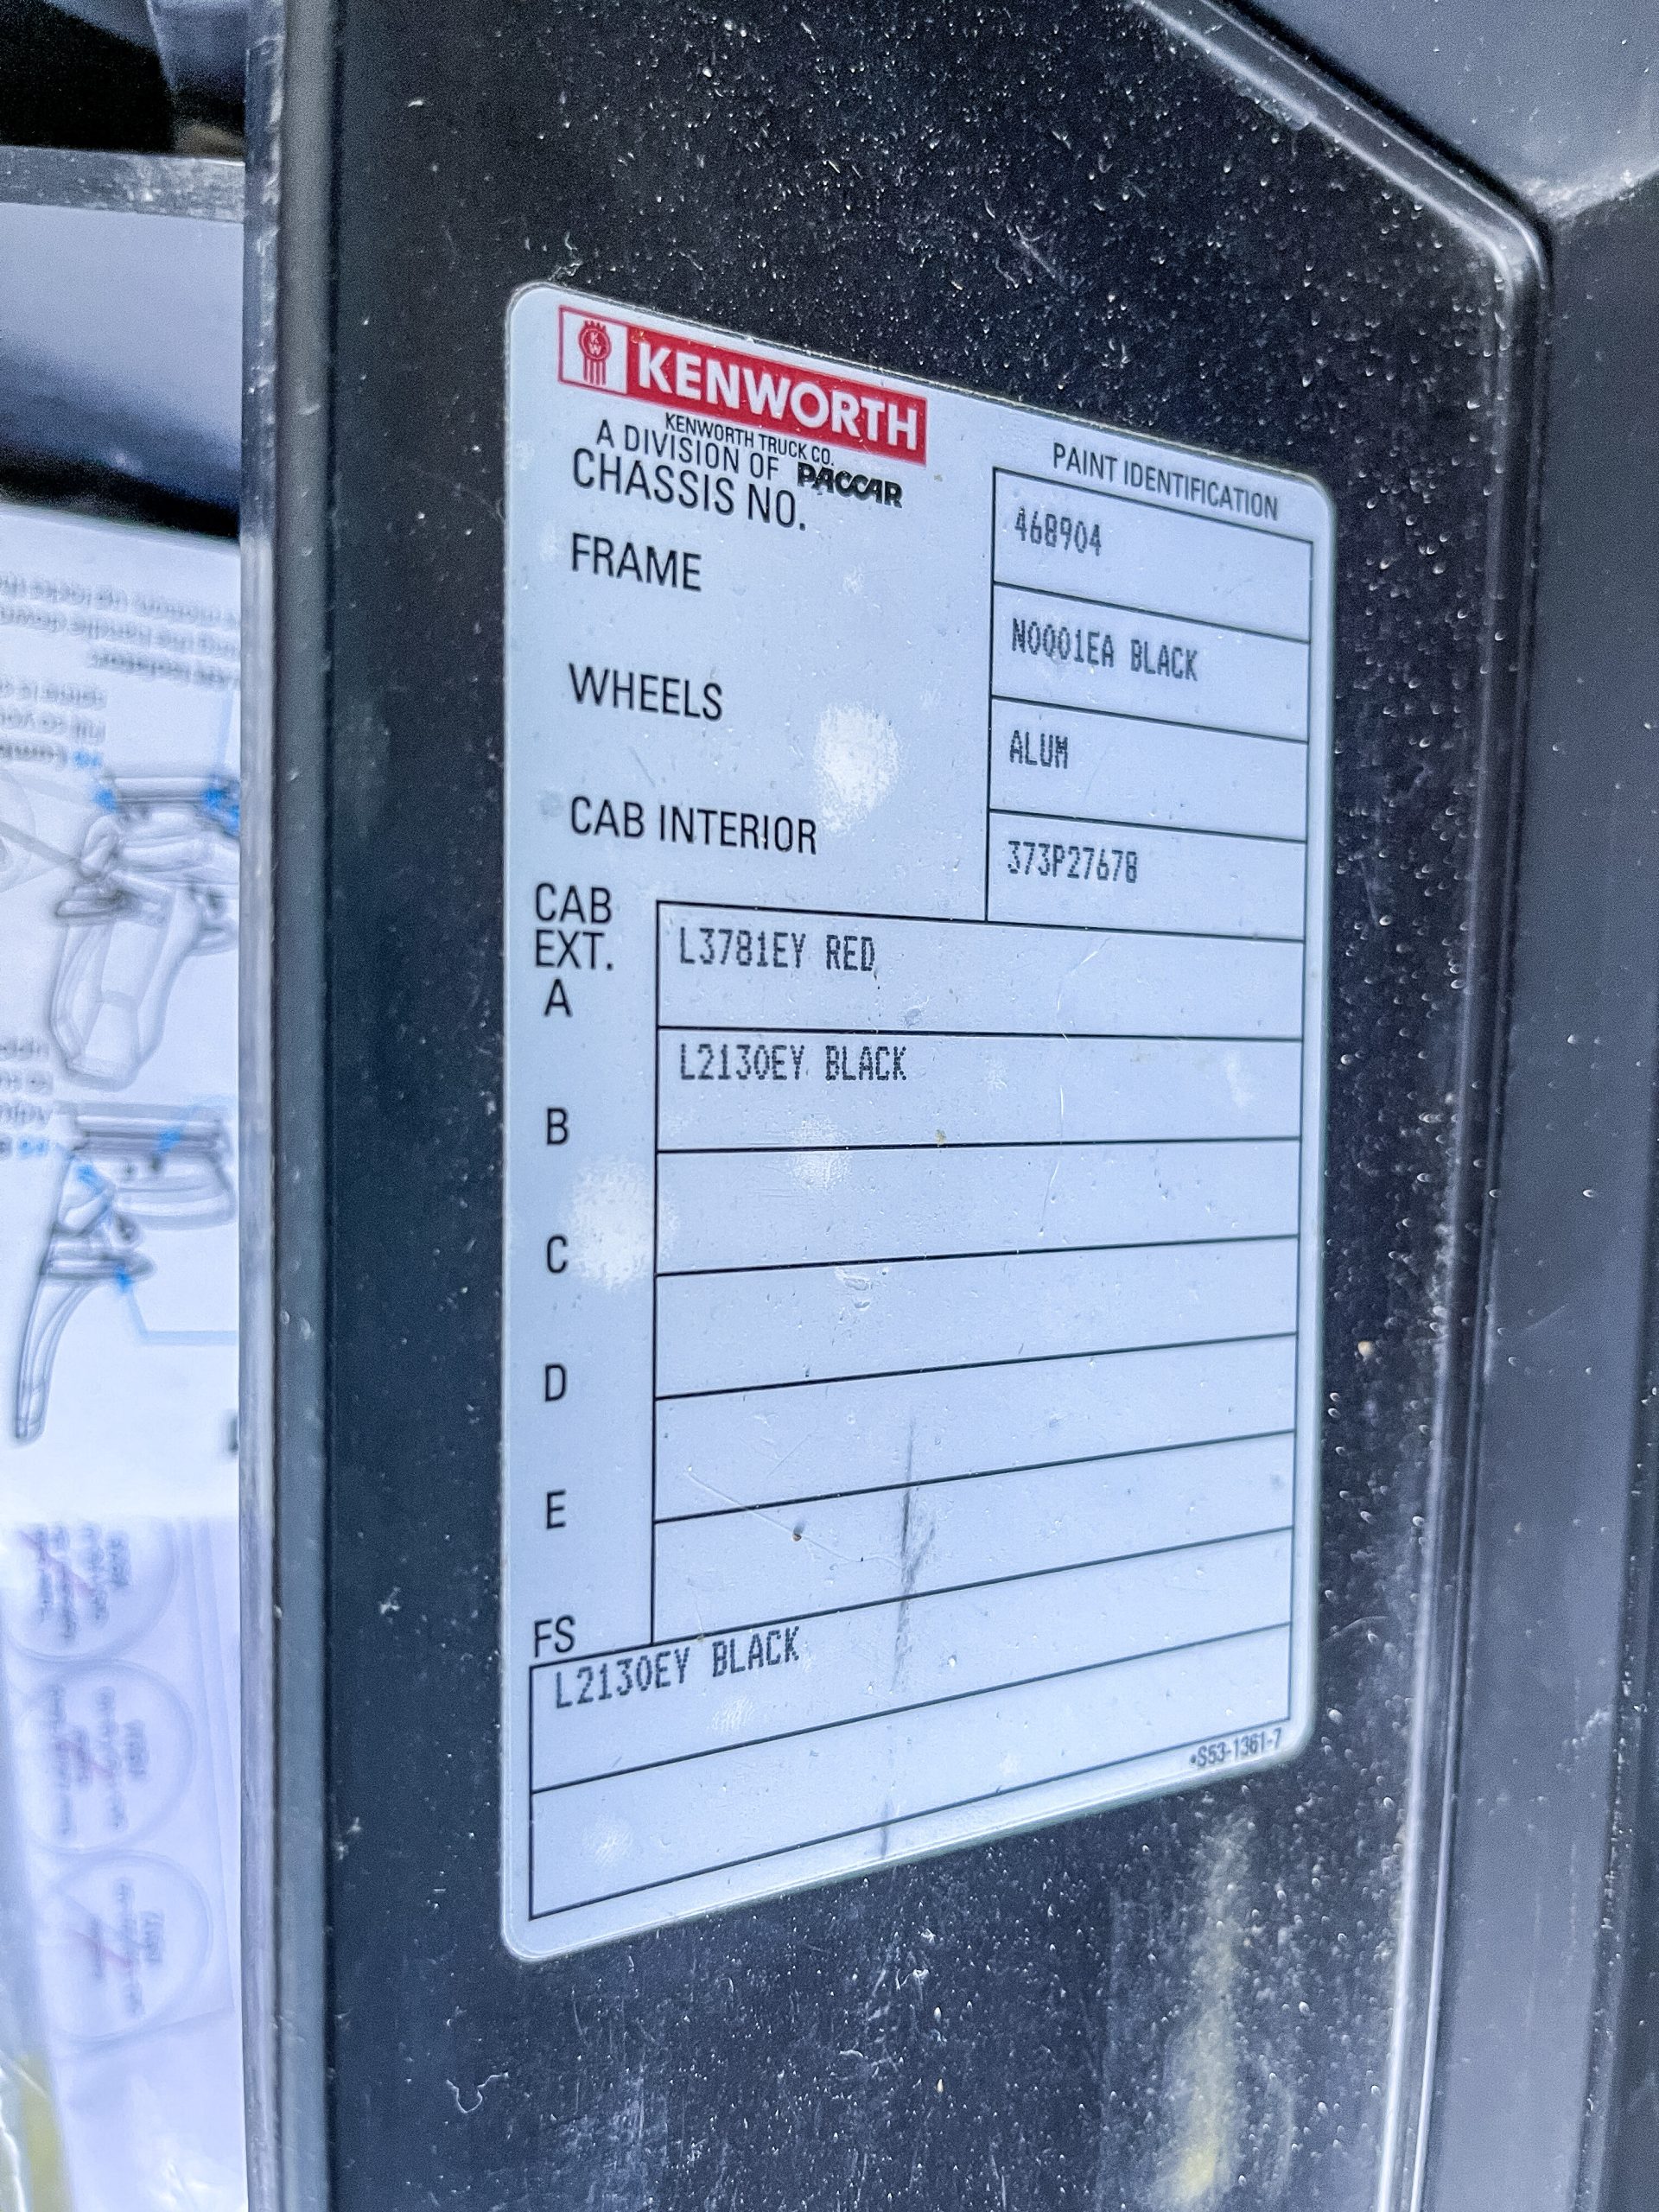 KENWORTH
KENWORTH TRUCK CO.
A DIVISION OF PACCAR
PAINT IDENTIFICATION
CHASSIS NO. 468904
FRAME N0001EA BLACK
WHEELS ALUM
CAB INTERIOR 373P27678
CAB
EXT.
A L3781EY RED
B L2130EY BLACK
C
D
E
FS
L2130EY BLACK
•S53-1361-7